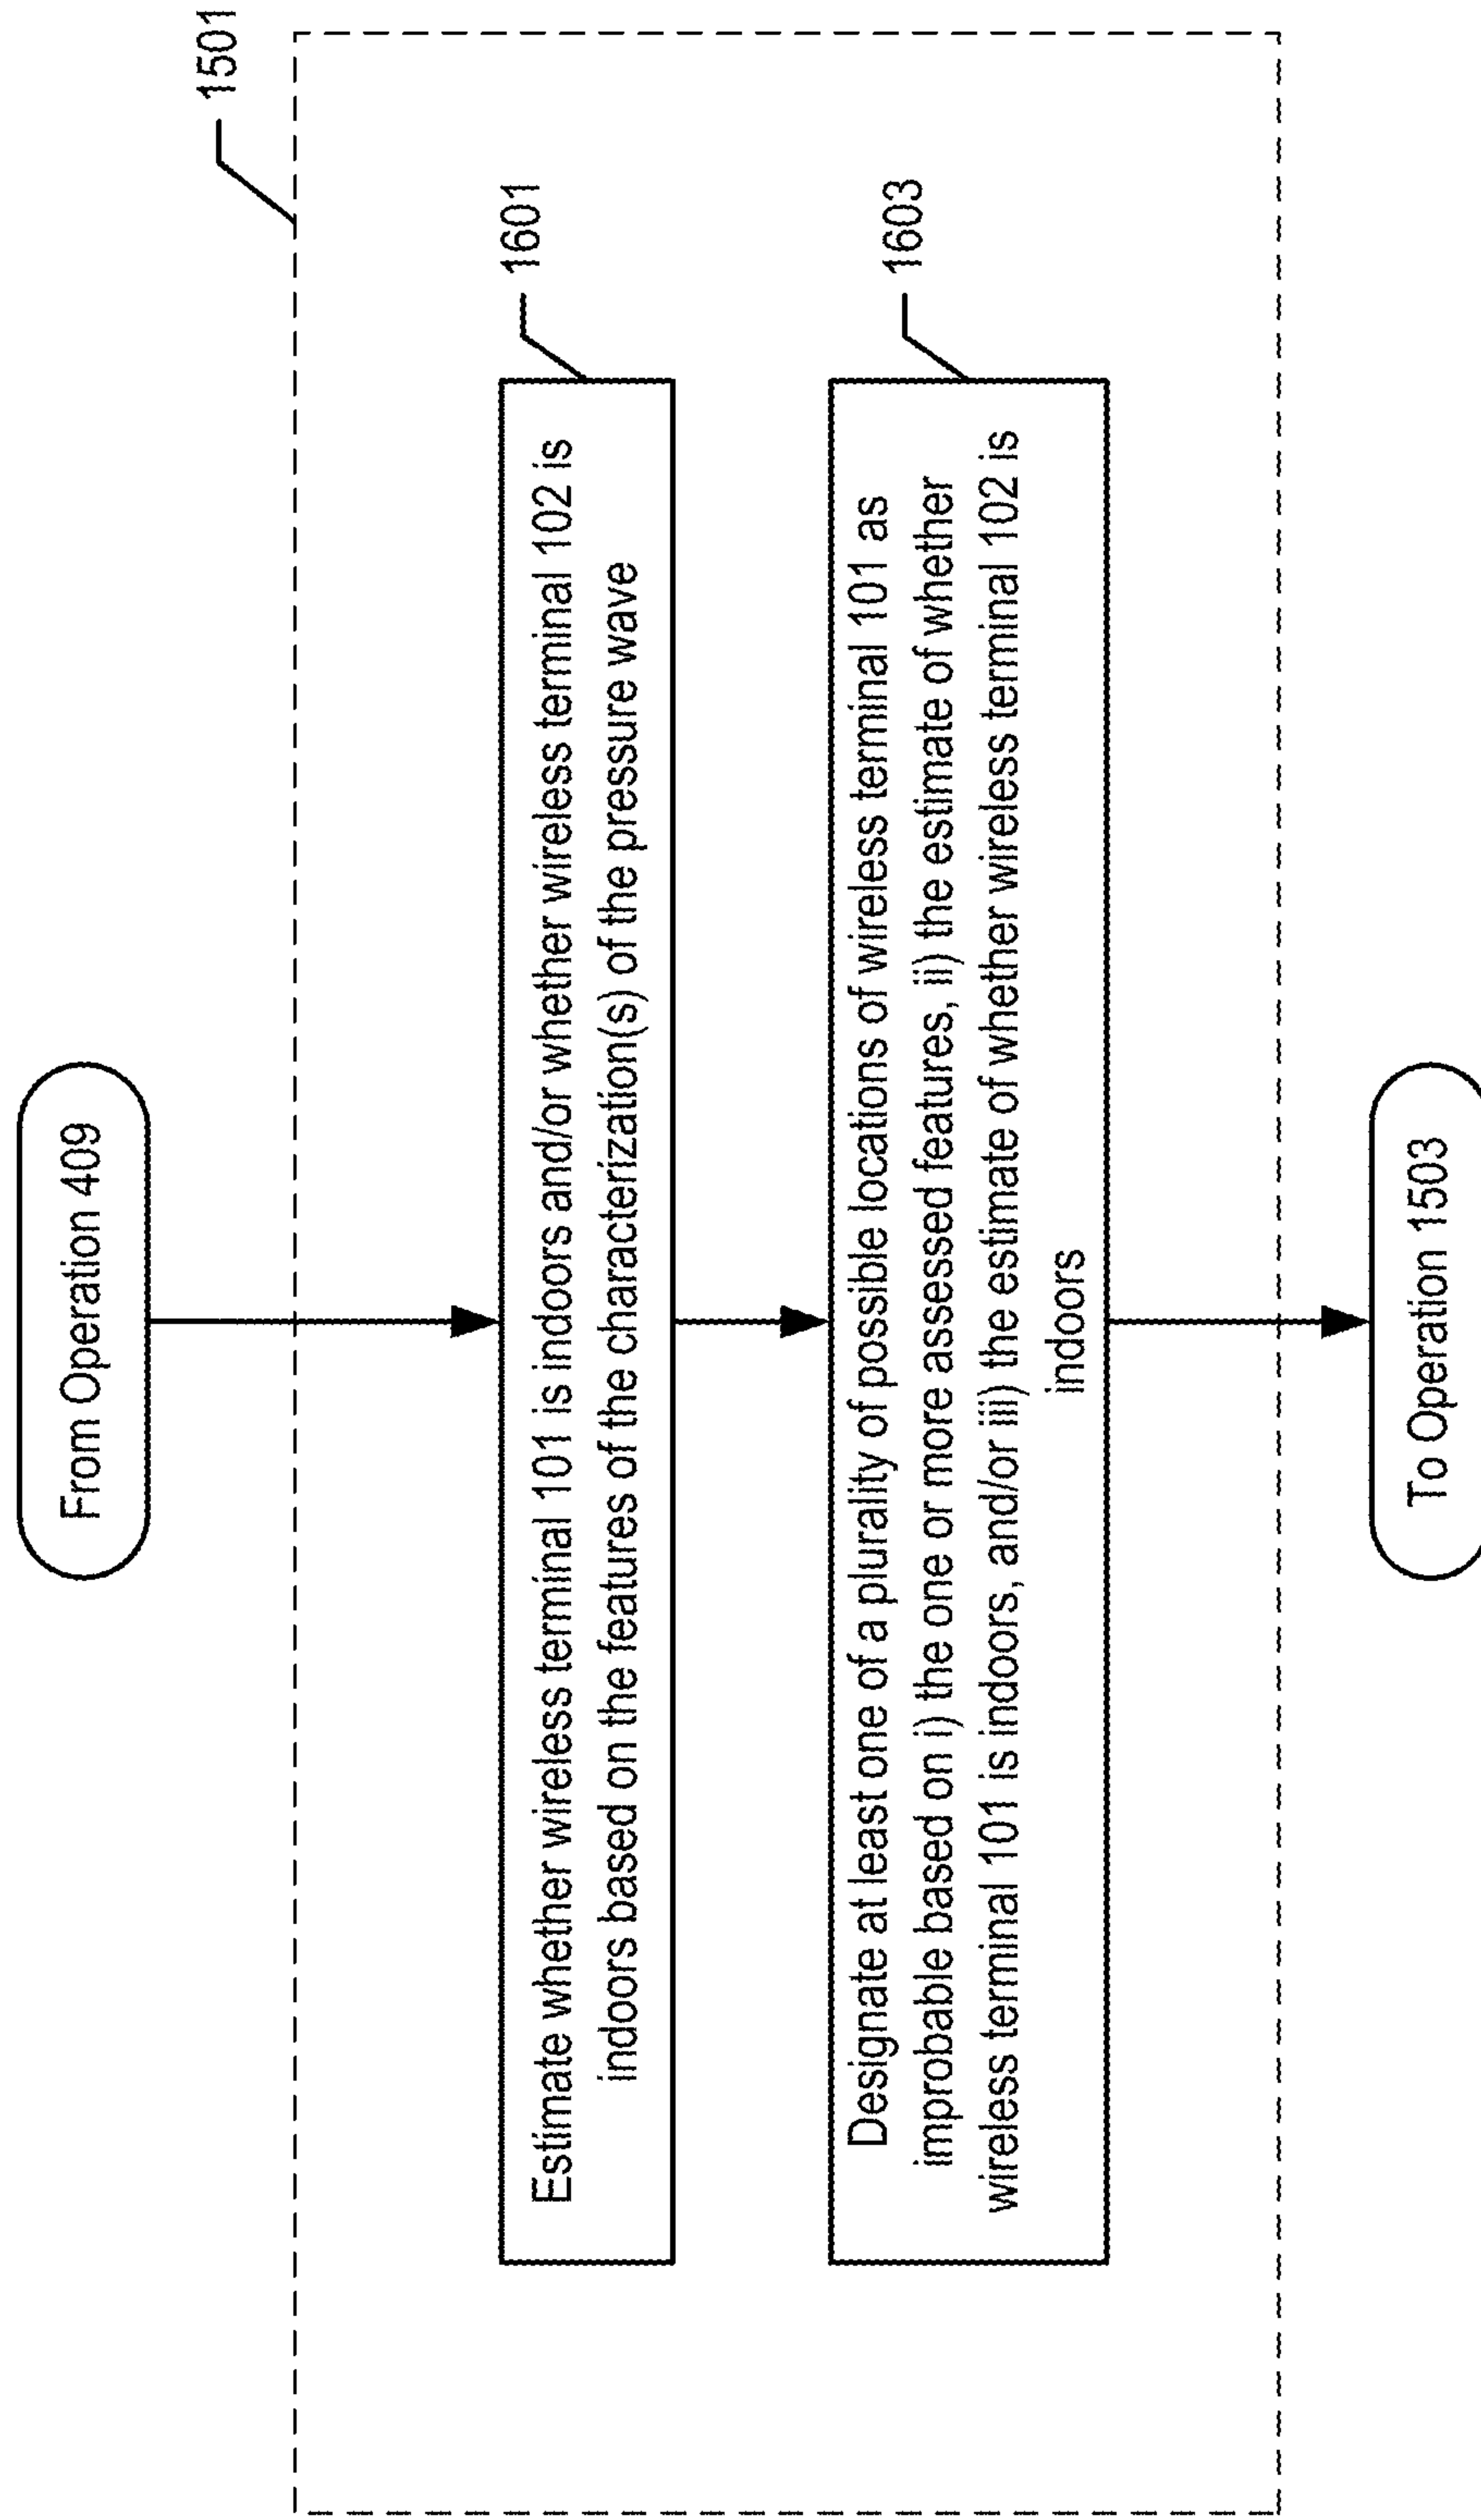 From Operation 409
1501
1601
Estimate whether wireless terminal 101 is indoors and/or whether wireless terminal 102 is
indoors based on the features of the characterization(s) of the pressure wave
1603
Designate at least one of a plurality of possible locations of wireless terminal 101 as
improbable based on i) the one or more assessed features, ii) the estimate of whether
wireless terminal 101 is indoors, and/or iii) the estimate of whether wireless terminal 102 is
indoors
To Operation 1503